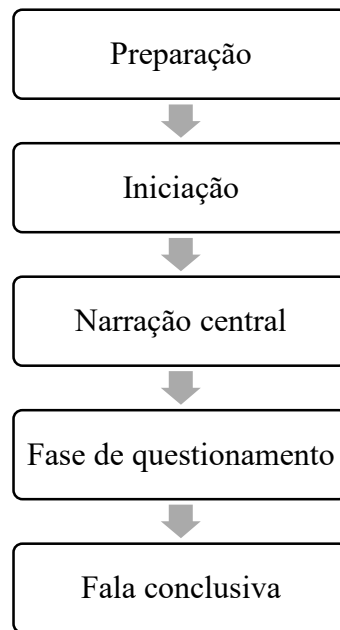 Preparação
Iniciação
Narração central
Fase de questionamento
Fala conclusiva